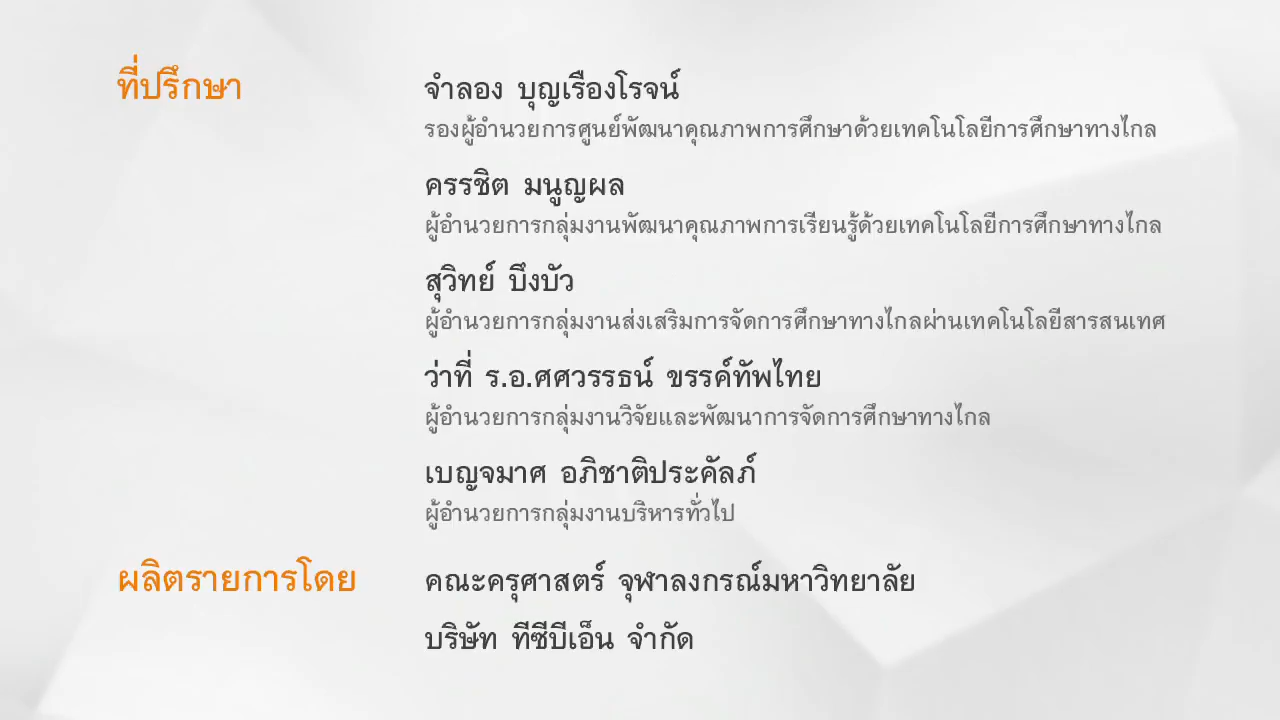 ที่ปรึกษา
จำลอง บุญเรืองโรจน์
รองผู้อำนวยการศูนย์พัฒนาคุณภาพการศึกษาด้วยเทคโนโลยีการศึกษาทางไกล
ครรชิต มนูญผล
ผู้อำนวยการกลุ่มงานพัฒนาคุณภาพการเรียนรู้ด้วยเทคโนโลยีการศึกษาทางไกล
สุวิทย์ บึงบัว
ผู้อำนวยการกลุ่มงานส่งเสริมการจัดการศึกษาทางไกลผ่านเทคโนโลยีสารสนเทศ
ว่าที่ ร.อ.ศศวรรธน์ ขรรค์ทัพไทย
ผู้อำนวยการกลุ่มงานวิจัยและพัฒนาการจัดการศึกษาทางไกล
เบญจมาศ อภิชาติประคัลภ์
ผู้อำนวยการกลุ่มงานบริหารทั่วไป
ผลิตรายการโดย
คณะครุศาสตร์ จุฬาลงกรณ์มหาวิทยาลัย
บริษัท ทีซีบีเอ็น จำกัด